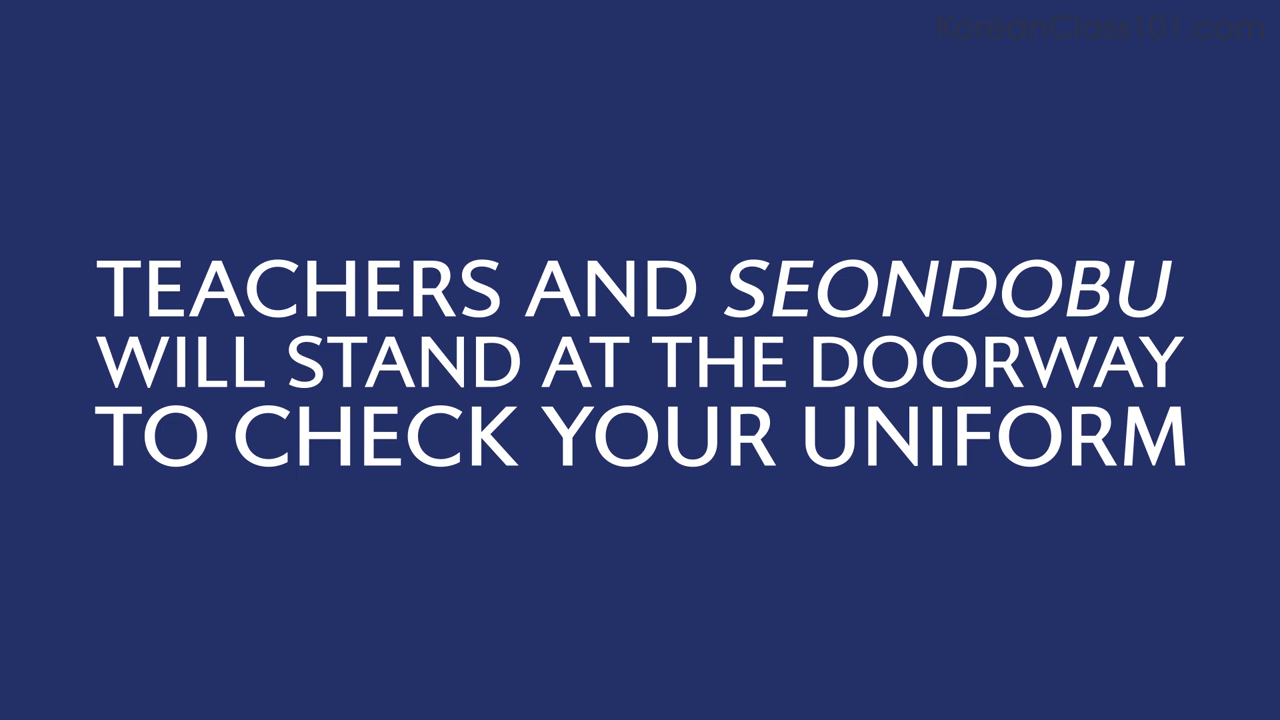 KoreanClass101.com
TEACHERS AND SEONDOBU
WILL STAND AT THE DOORWAY
TO CHECK YOUR UNIFORM